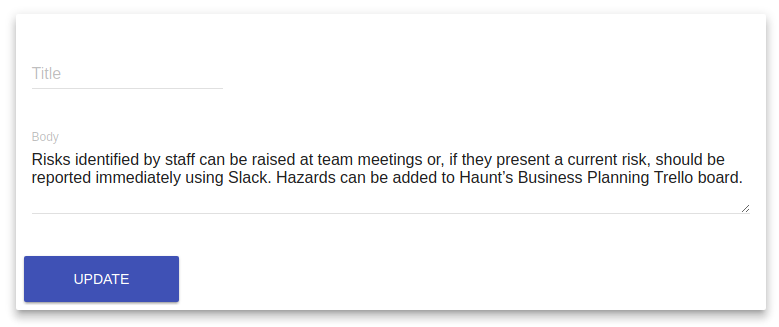 Title
Body
Risks identified by staff can be raised at team meetings or, if they present a current risk, should be
reported immediately using Slack. Hazards can be added to Haunt’s Business Planning Trello board.
UPDATE